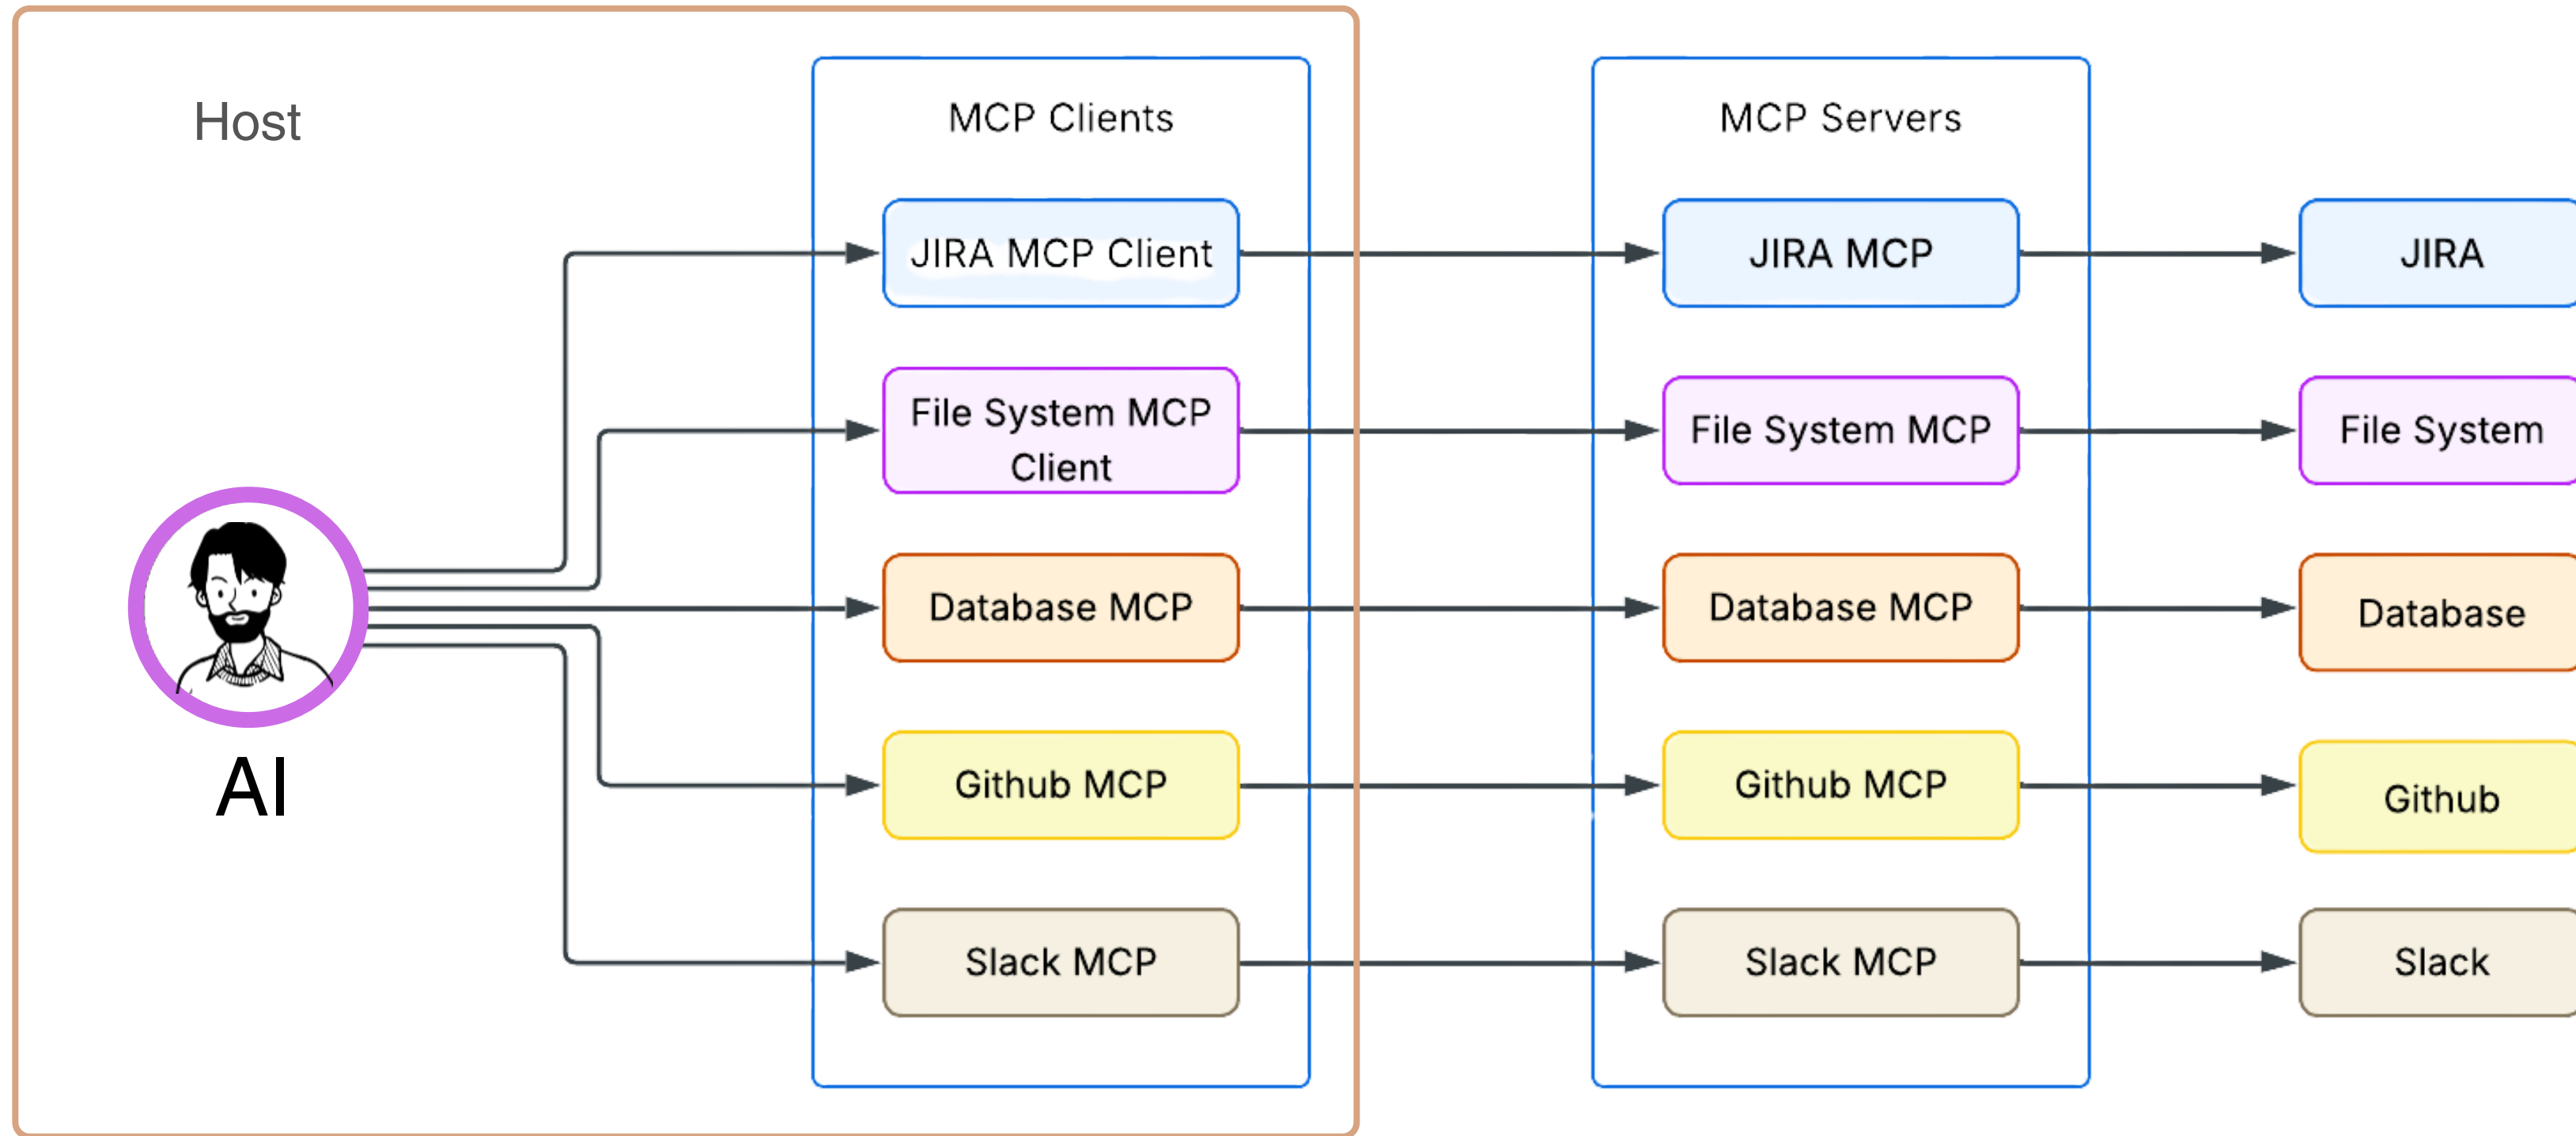 Host
MCP Clients
MCP Servers
JIRA MCP Client
JIRA MCP
JIRA
File System MCP
Client
File System MCP
File System
Database MCP
Database MCP
Database
Github MCP
Github MCP
Github
Slack MCP
Slack MCP
Slack
AI